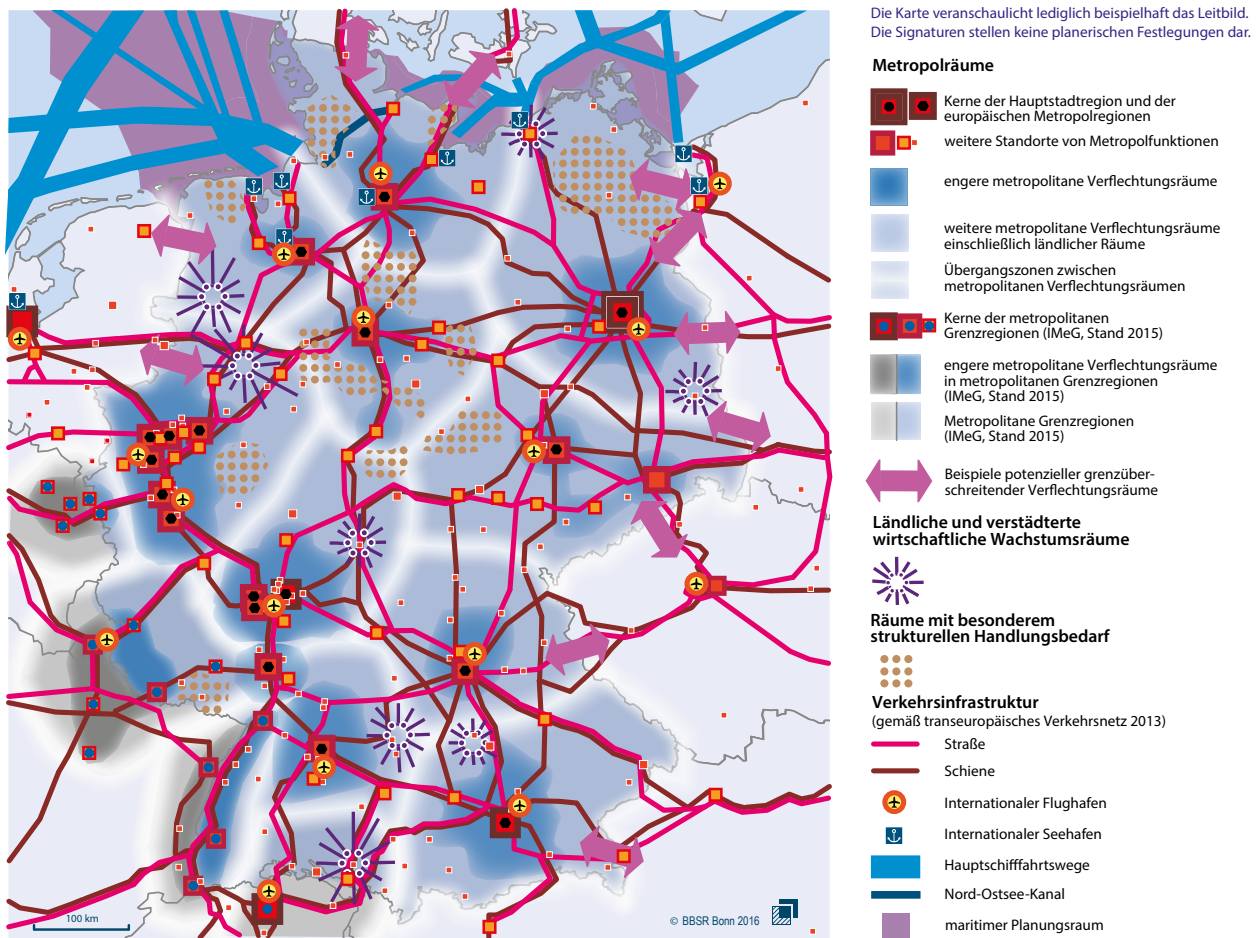 Die Karte veranschaulicht lediglich beispielhaft das Leitbild.
Die Signaturen stellen keine planerischen Festlegungen dar.
Metropolräume
Kerne der Hauptstadtregion und der
europäischen Metropolregionen
weitere Standorte von Metropolfunktionen
engere metropolitane Verflechtungsräume
weitere metropolitane Verflechtungsräume
einschließlich ländlicher Räume
Übergangszonen zwischen
metropolitanen Verflechtungsräumen
Kerne der metropolitanen
Grenzregionen (IMeG, Stand 2015)
engere metropolitane Verflechtungsräume
in metropolitanen Grenzregionen
(IMeG, Stand 2015)
Metropolitane Grenzregionen
(IMeG, Stand 2015)
Beispiele potenzieller grenzüber-
schreitender Verflechtungsräume
Ländliche und verstädterte
wirtschaftliche Wachstumsräume
Räume mit besonderem
strukturellen Handlungsbedarf
Verkehrsinfrastruktur
(gemäß transeuropäisches Verkehrsnetz 2013)
Straße
Schiene
Internationaler Flughafen
Internationaler Seehafen
Hauptschifffahrtswege
Nord-Ostsee-Kanal
maritimer Planungsraum
100 km
© BBSR Bonn 2016